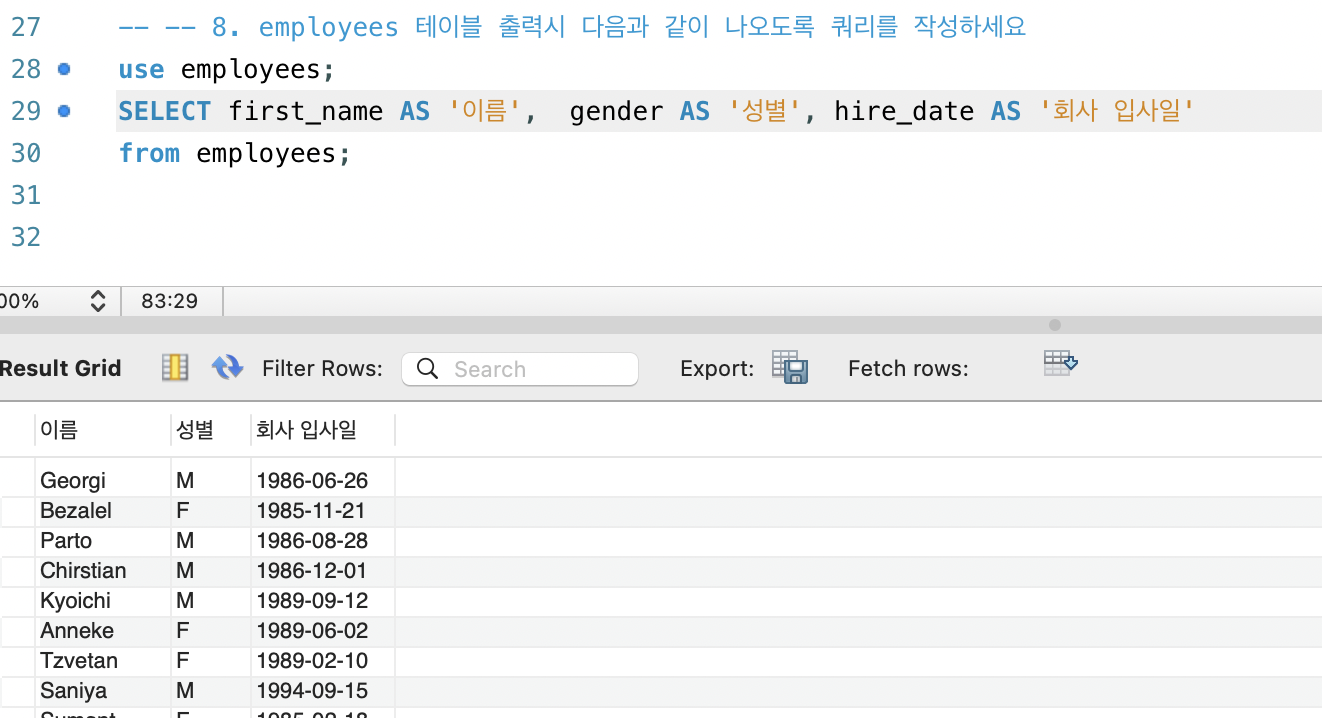 27 -- -- 8. employees 테이블 출력시 다음과 같이 나오도록 쿼리를 작성하세요
28 use employees;
29 SELECT first_name AS '이름',  gender AS '성별', hire_date AS '회사 입사일'
30 from employees;
31
32
00% 83:29
Result Grid Filter Rows: Search Export: Fetch rows:
이름 성별 회사 입사일
Georgi M 1986-06-26
Bezalel F 1985-11-21
Parto M 1986-08-28
Chirstian M 1986-12-01
Kyoichi M 1989-09-12
Anneke F 1989-06-02
Tzvetan F 1989-02-10
Saniya M 1994-09-15
Sumant F 1985-02-18